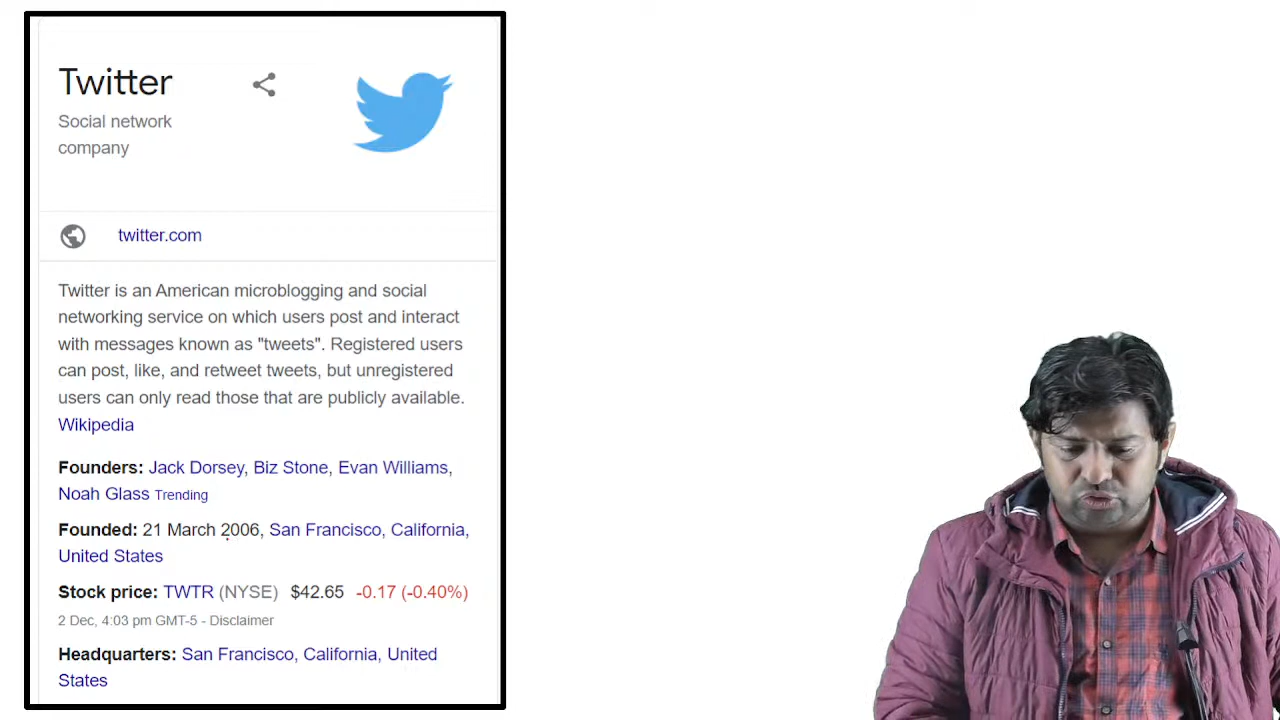 Twitter
Social network
company
twitter.com
Twitter is an American microblogging and social
networking service on which users post and interact
with messages known as "tweets". Registered users
can post, like, and retweet tweets, but unregistered
users can only read those that are publicly available.
Wikipedia
Founders: Jack Dorsey, Biz Stone, Evan Williams,
Noah Glass Trending
Founded: 21 March 2006, San Francisco, California,
United States
Stock price: TWTR (NYSE) $42.65 -0.17 (-0.40%)
2 Dec, 4:03 pm GMT-5 - Disclaimer
Headquarters: San Francisco, California, United
States